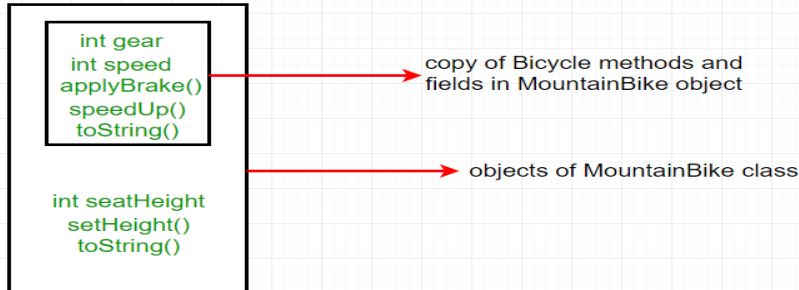 int gear
int speed
applyBrake()
speedUp()
toString()
copy of Bicycle methods and
fields in MountainBike object
objects of MountainBike class
int seatHeight
setHeight()
toString()